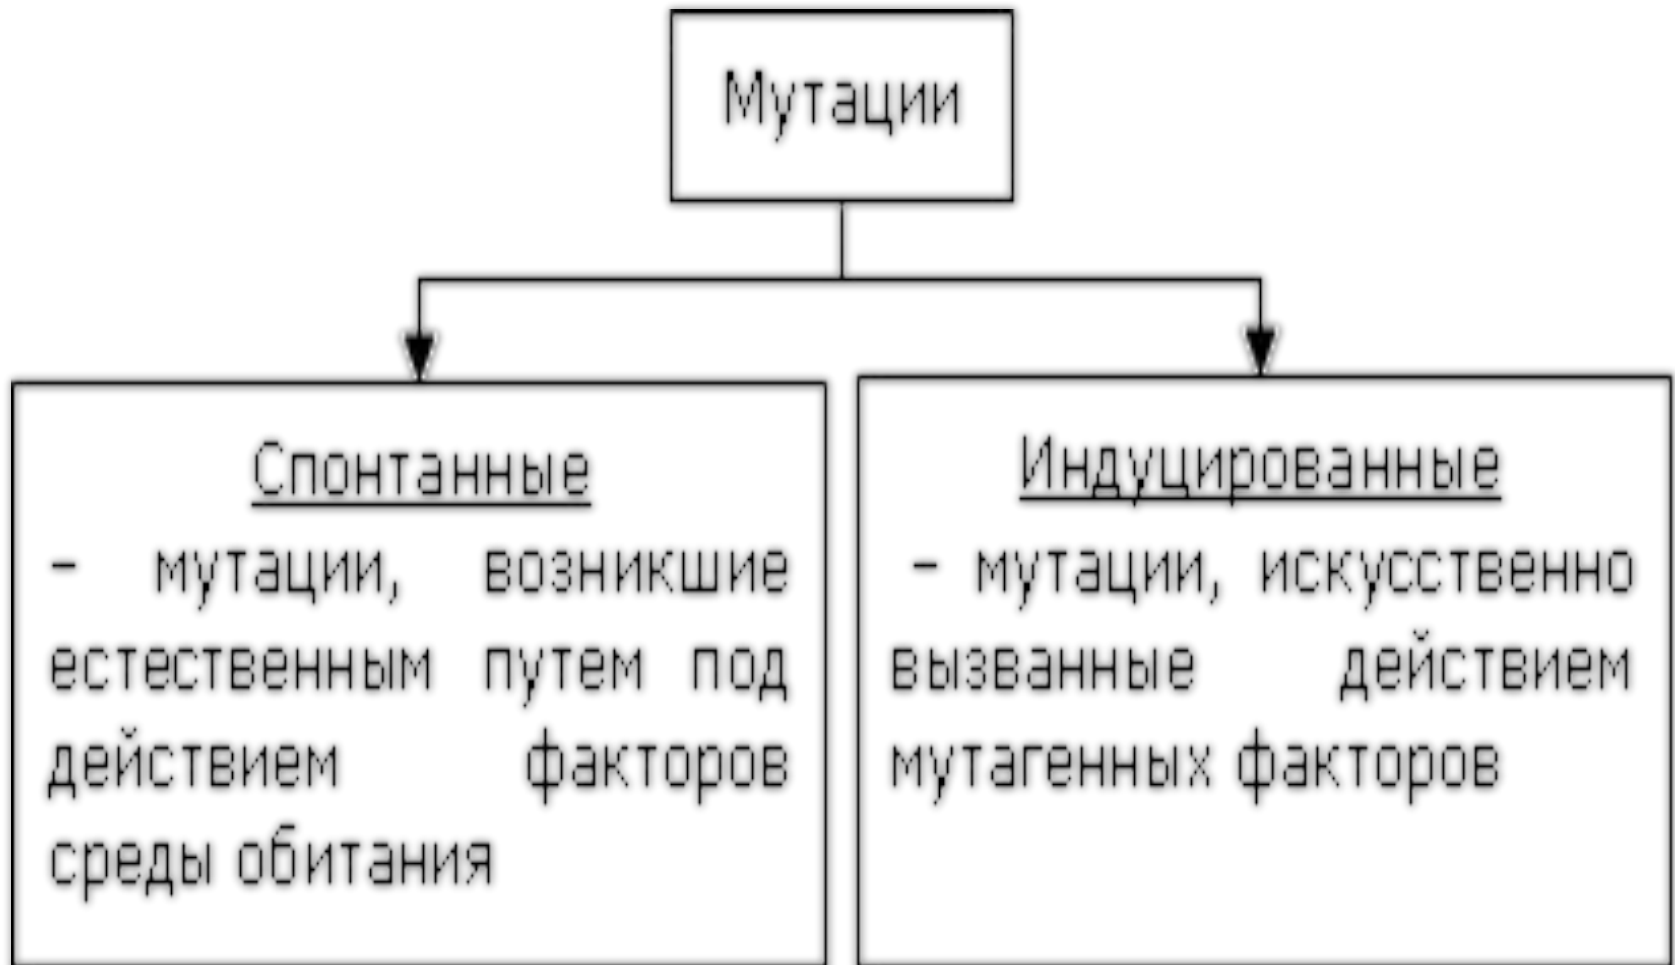 Мутации
Спонтанные
- мутации, возникшие
естественным путем под
действием факторов
среды обитания
Индуцированные
- мутации, искусственно
вызванные действием
мутагенных факторов